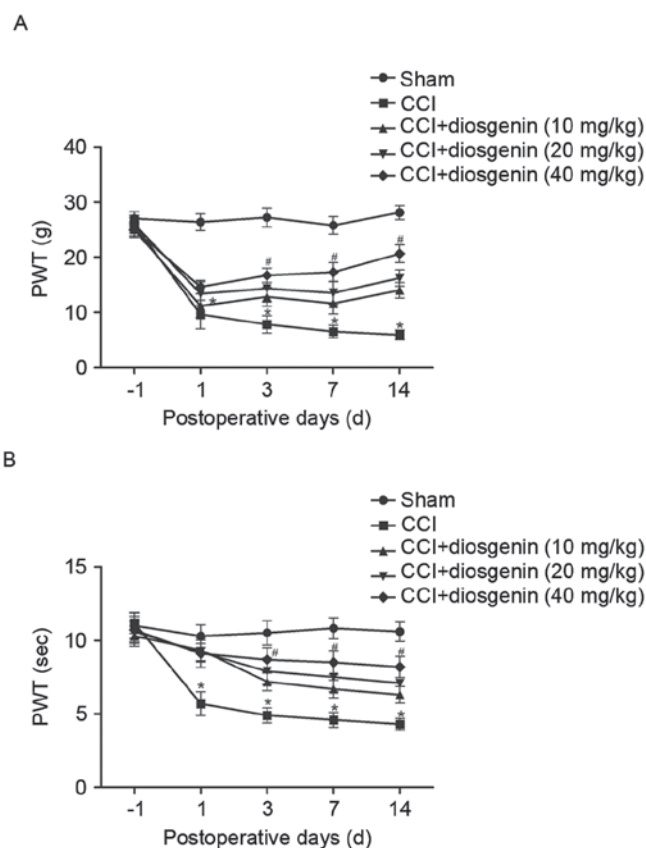 A
Sham
CCI
CCI+diosgenin (10 mg/kg)
CCI+diosgenin (20 mg/kg)
CCI+diosgenin (40 mg/kg)
40
30
20
10
0
PWT (g)
# # #
* * * *
-1 1 3 7 14
Postoperative days (d)
B
Sham
CCI
CCI+diosgenin (10 mg/kg)
CCI+diosgenin (20 mg/kg)
CCI+diosgenin (40 mg/kg)
15
10
5
0
PWT (sec)
# # #
* * * *
-1 1 3 7 14
Postoperative days (d)